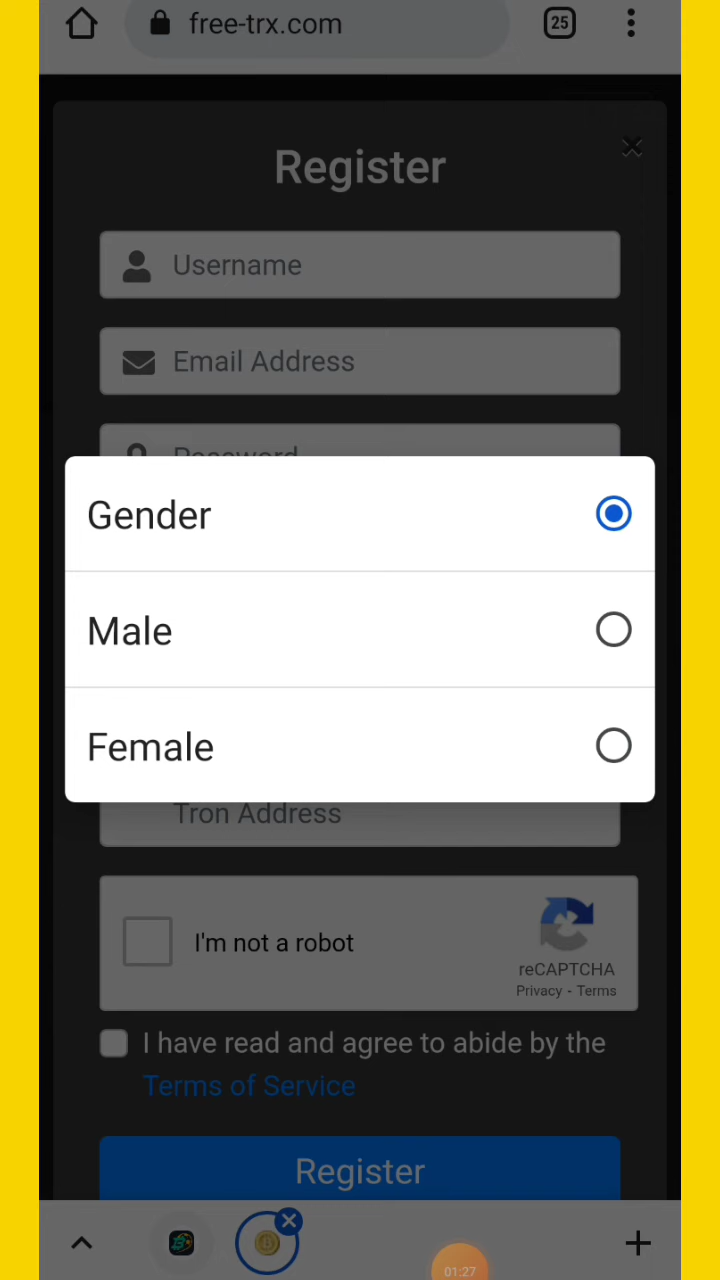 free-trx.com
25
Register
Username
Email Address
Password
Gender
Male
Female
Tron Address
I'm not a robot
reCAPTCHA
Privacy - Terms
I have read and agree to abide by the
Terms of Service
Register
01:27